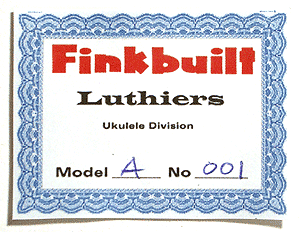 Finkbuilt
Luthiers
Ukulele Division
Model A No 001